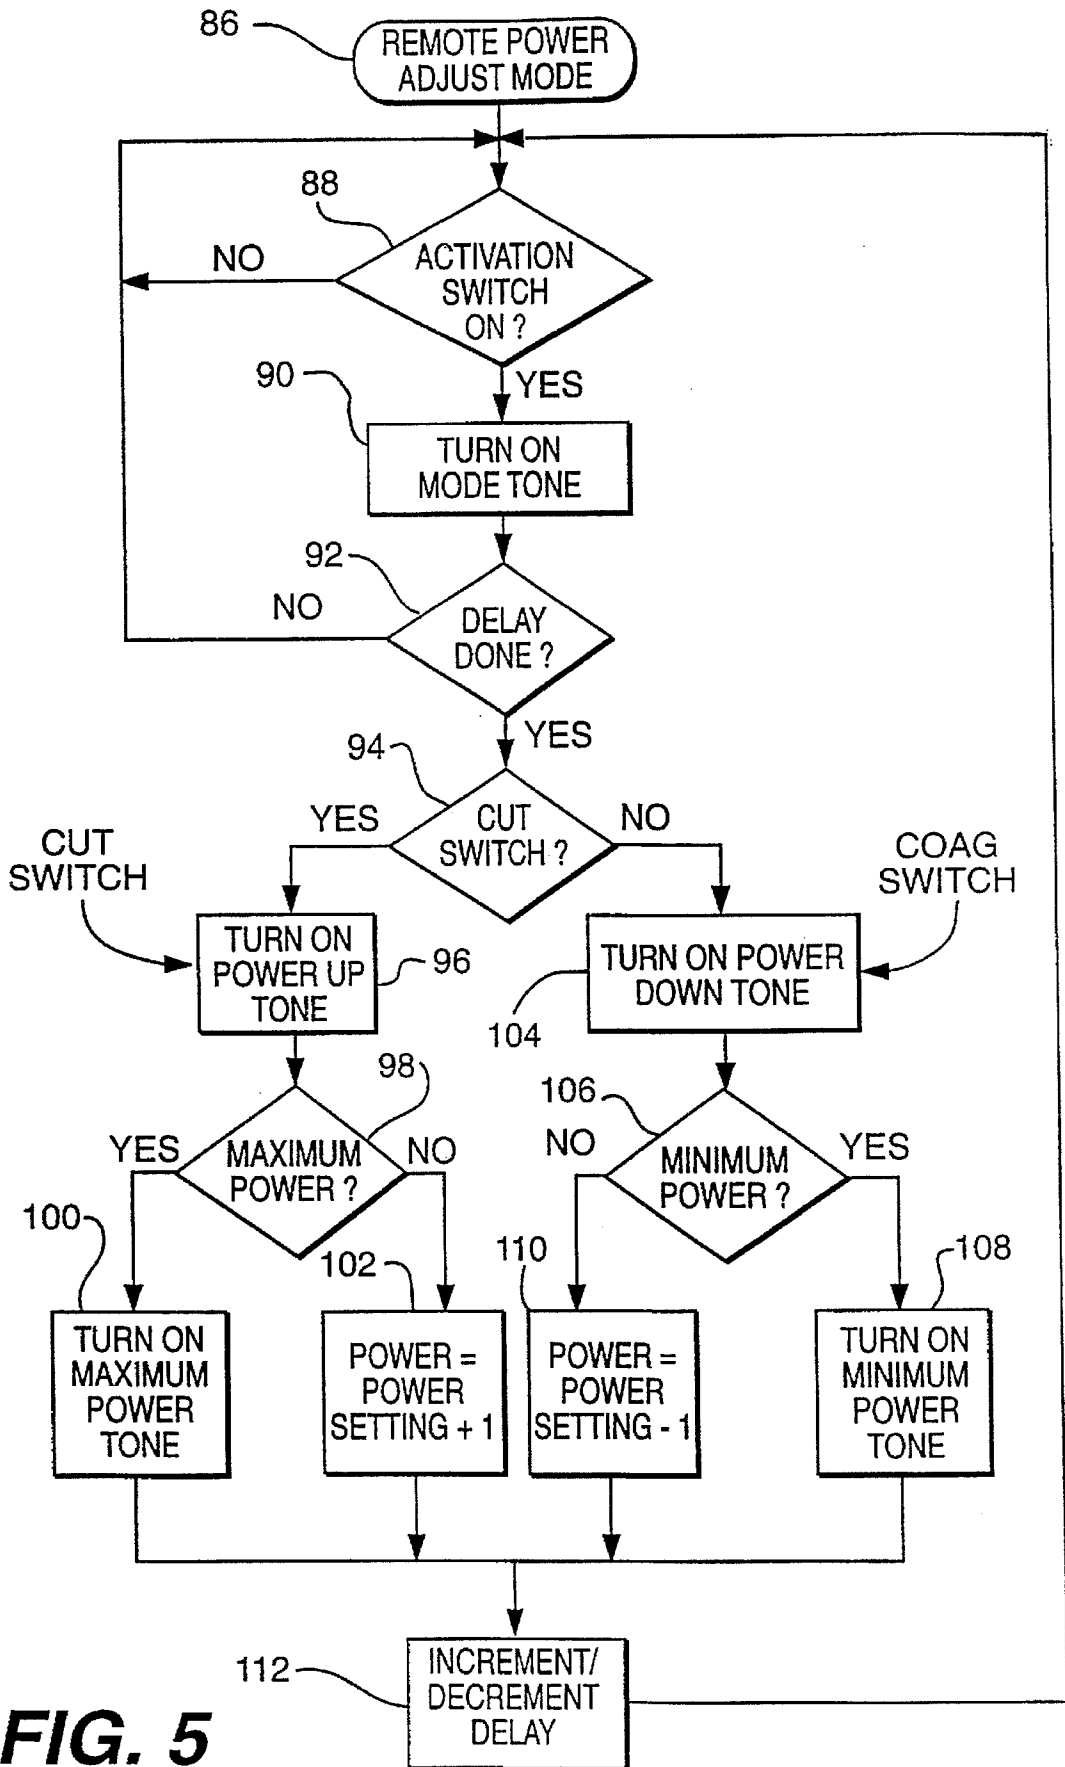 86
REMOTE POWER
ADJUST MODE
88
NO
ACTIVATION
SWITCH
ON ?
YES
90
TURN ON
MODE TONE
92
NO
DELAY
DONE ?
YES
94
YES
CUT
SWITCH ?
NO
CUT
SWITCH
COAG
SWITCH
TURN ON
POWER UP
TONE
96
TURN ON POWER
DOWN TONE
104
98
YES
MAXIMUM
POWER ?
NO
106
NO
MINIMUM
POWER ?
YES
100
TURN ON
MAXIMUM
POWER
TONE
102
POWER =
POWER
SETTING + 1
110
POWER =
POWER
SETTING - 1
108
TURN ON
MINIMUM
POWER
TONE
112
INCREMENT/
DECREMENT
DELAY
FIG. 5